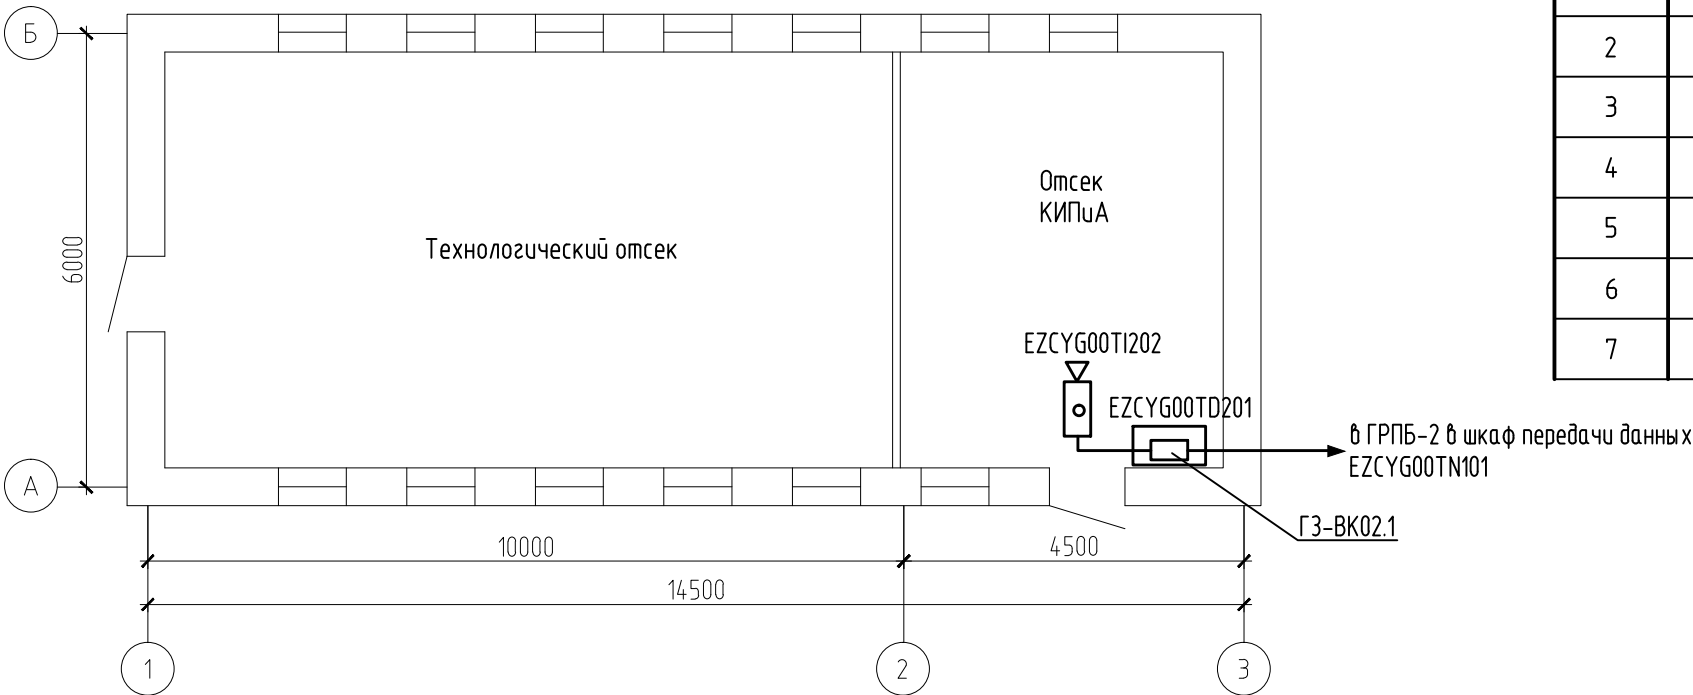 Б
2
3
4
5
6
7
Отсек
КИПиА
Технологический отсек
6000
EZCYG00TI202
EZCYG00TD201
в ГРПБ-2 в шкаф передачи данных
EZCYG00TN101
А
ГЗ-ВК02.1
10000
4500
14500
1
2
3